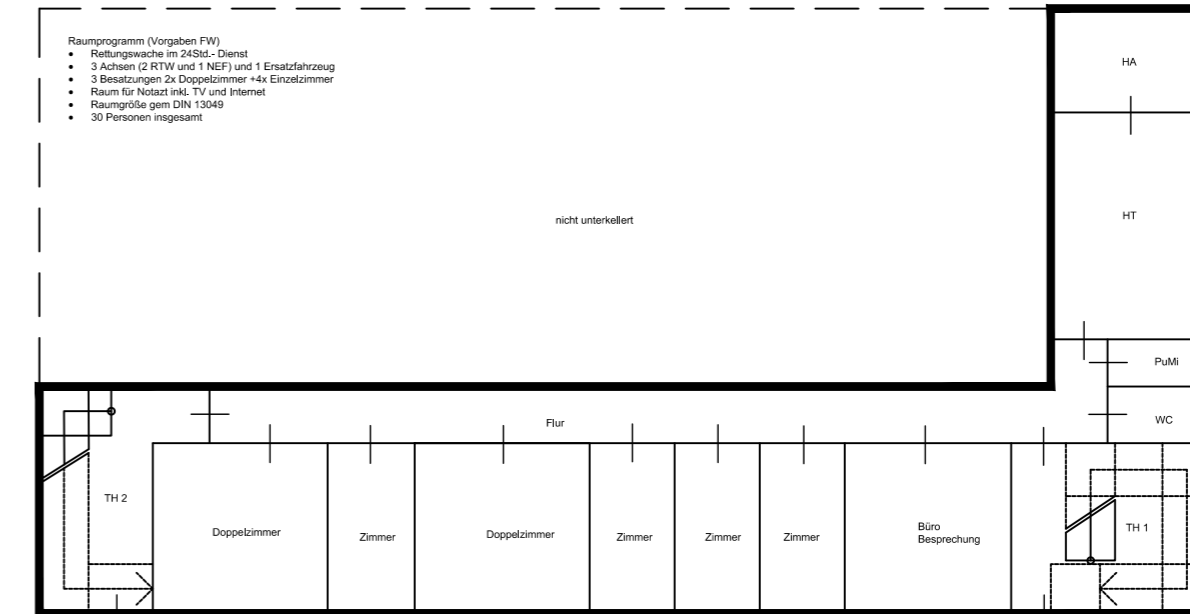 Raumprogramm (Vorgaben FW)
• Rettungswache im 24Std.- Dienst
• 3 Achsen (2 RTW und 1 NEF) und 1 Ersatzfahrzeug
• 3 Besatzungen 2x Doppelzimmer +4x Einzelzimmer
• Raum für Notazt inkl. TV und Internet
• Raumgröße gem DIN 13049
• 30 Personen insgesamt
HA
nicht unterkellert
HT
PuMi
Flur
WC
TH 2
Doppelzimmer
Zimmer
Doppelzimmer
Zimmer
Zimmer
Zimmer
Büro
Besprechung
TH 1